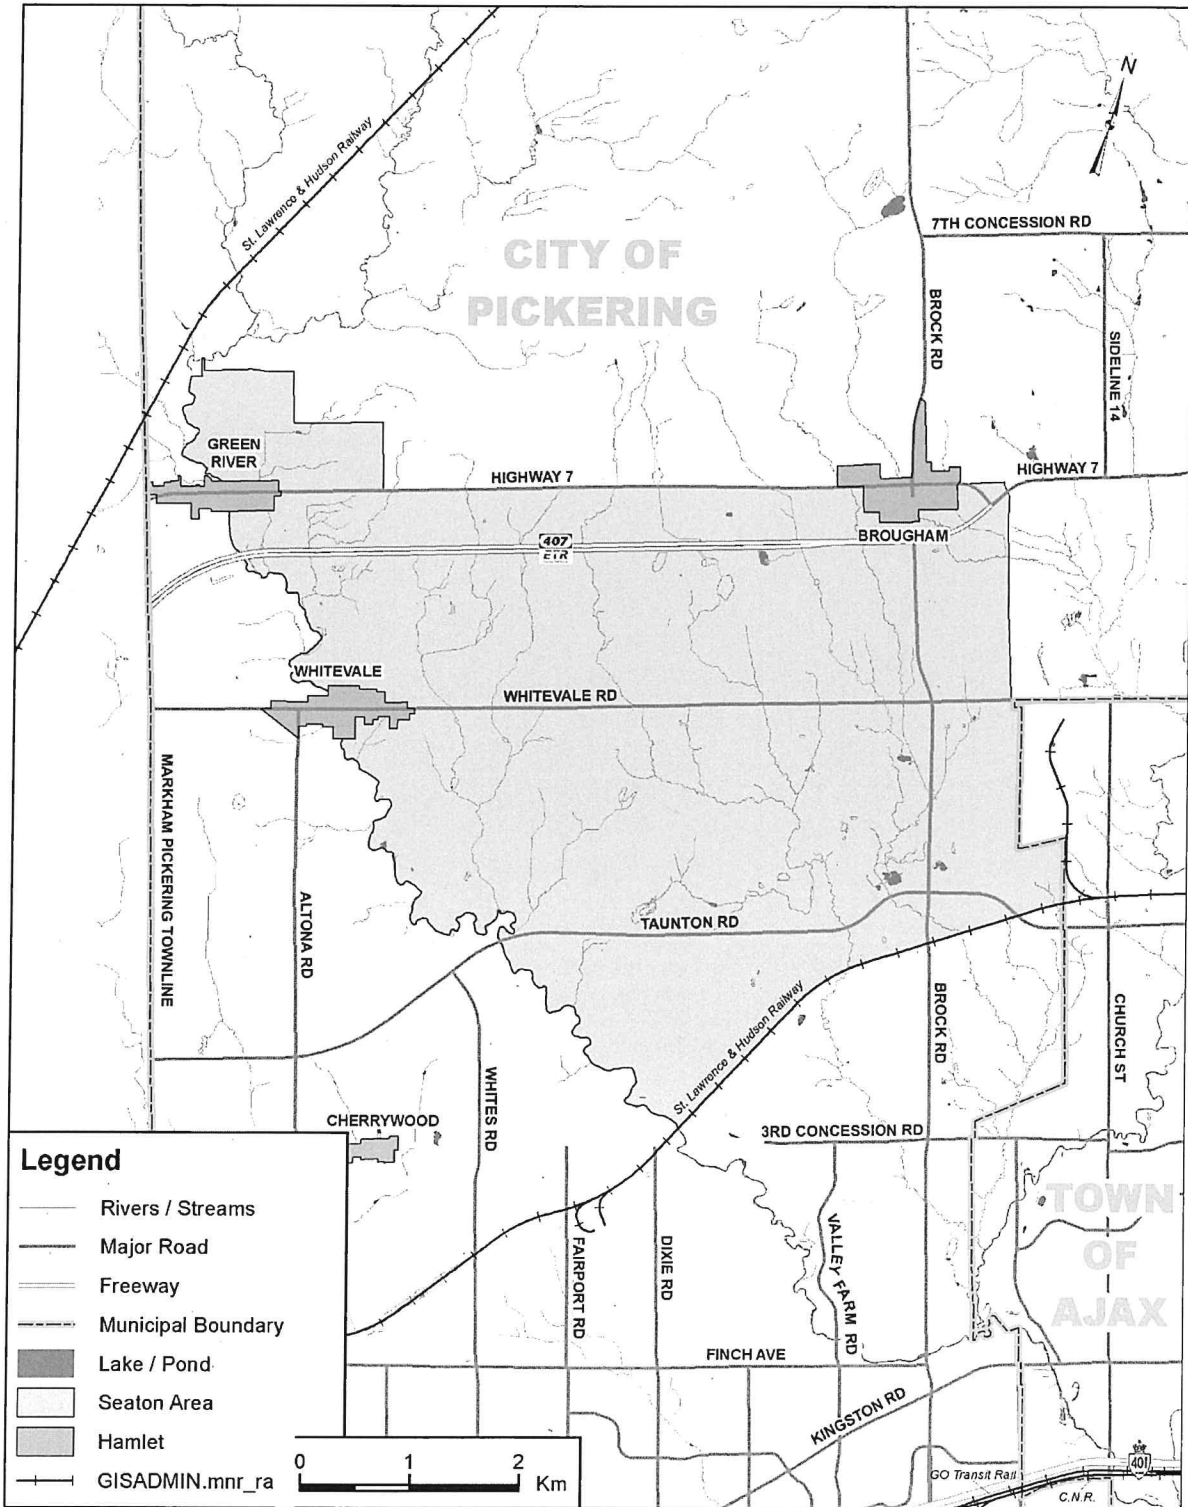 N
St. Lawrence & Hudson Railway
7TH CONCESSION RD
CITY OF
PICKERING
BROCK RD
SIDELINE 14
GREEN
RIVER
HIGHWAY 7
HIGHWAY 7
407
ETR
BROUGHAM
WHITEVALE
WHITEVALE RD
MARKHAM PICKERING TOWNLINE
ALTONA RD
TAUNTON RD
BROCK RD
CHURCH ST
St. Lawrence & Hudson Railway
WHITES RD
CHERRYWOOD
3RD CONCESSION RD
TOWN
OF
AJAX
VALLEY FARM RD
FAIRPORT RD
DIXIE RD
FINCH AVE
KINGSTON RD
GO Transit Rail
401
C.N.R.
Legend
Rivers / Streams
Major Road
Freeway
Municipal Boundary
Lake / Pond
Seaton Area
Hamlet
GISADMIN.mnr_ra
0 1 2
Km